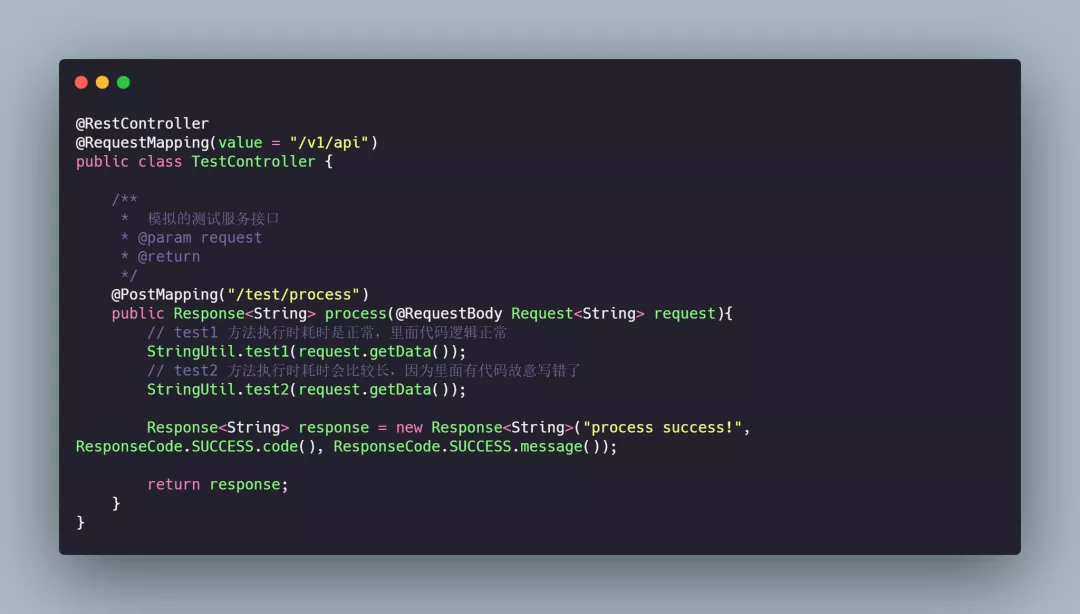 @RestController
@RequestMapping(value = "/v1/api")
public class TestController {
/**
*  模拟的测试服务接口
* @param request
* @return
*/
@PostMapping("/test/process")
public Response<String> process(@RequestBody Request<String> request){
// test1 方法执行时耗时是正常，里面代码逻辑正常
StringUtil.test1(request.getData());
// test2 方法执行时耗时会比较长，因为里面有代码故意写错了
StringUtil.test2(request.getData());
Response<String> response = new Response<String>("process success!",
ResponseCode.SUCCESS.code(), ResponseCode.SUCCESS.message());
return response;
}
}